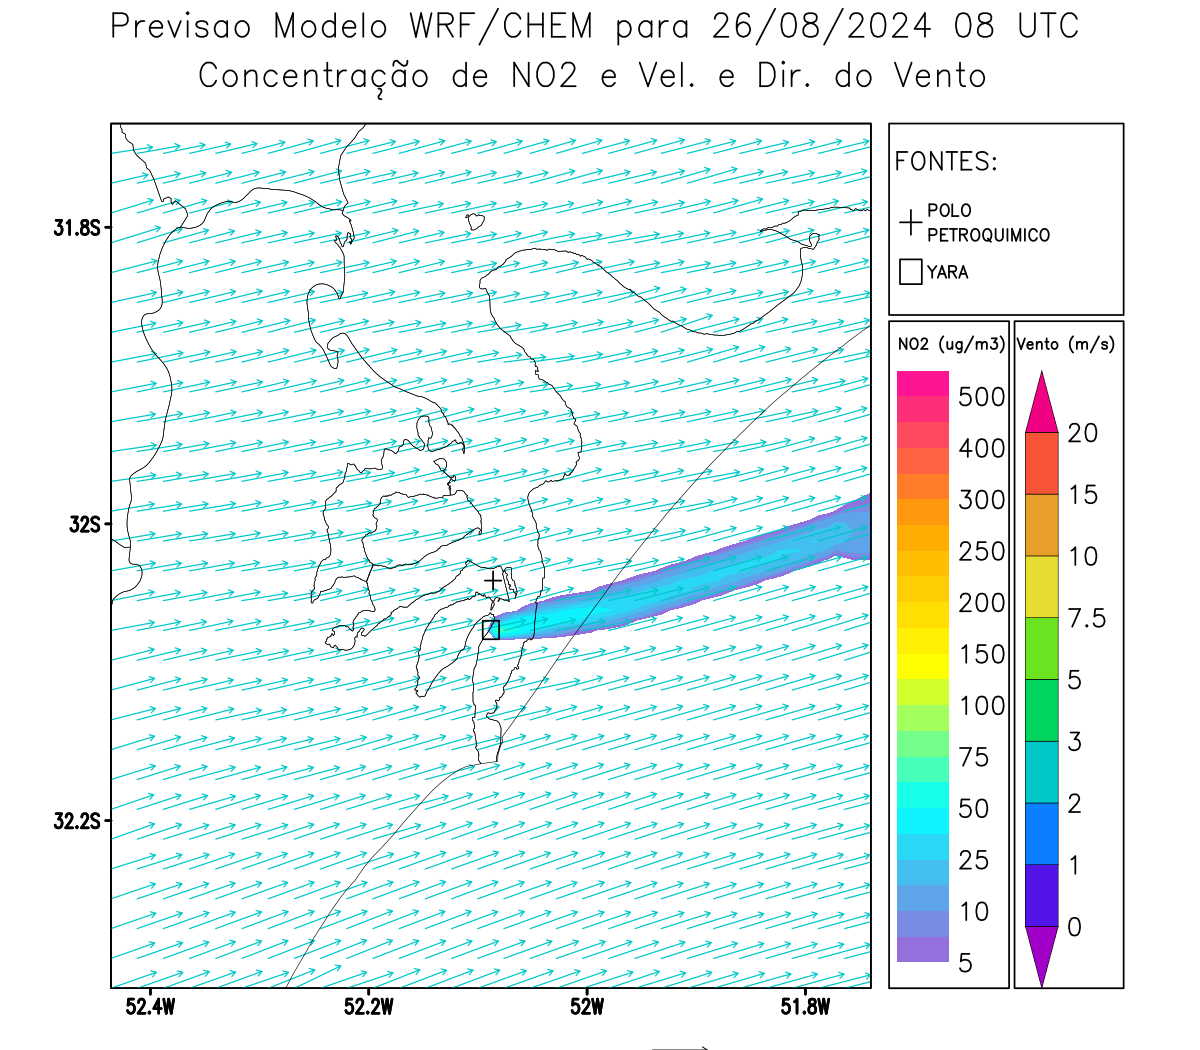 Previsao Modelo WRF/CHEM para 26/08/2024 08 UTC
Concentração de NO2 e Vel. e Dir. do Vento
FONTES:
POLO
PETROQUIMICO
YARA
31.8S
32S
32.2S
52.4W
52.2W
52W
51.8W
NO2 (ug/m3)
500
400
300
250
200
150
100
75
50
25
10
5
Vento (m/s)
20
15
10
7.5
5
3
2
1
0